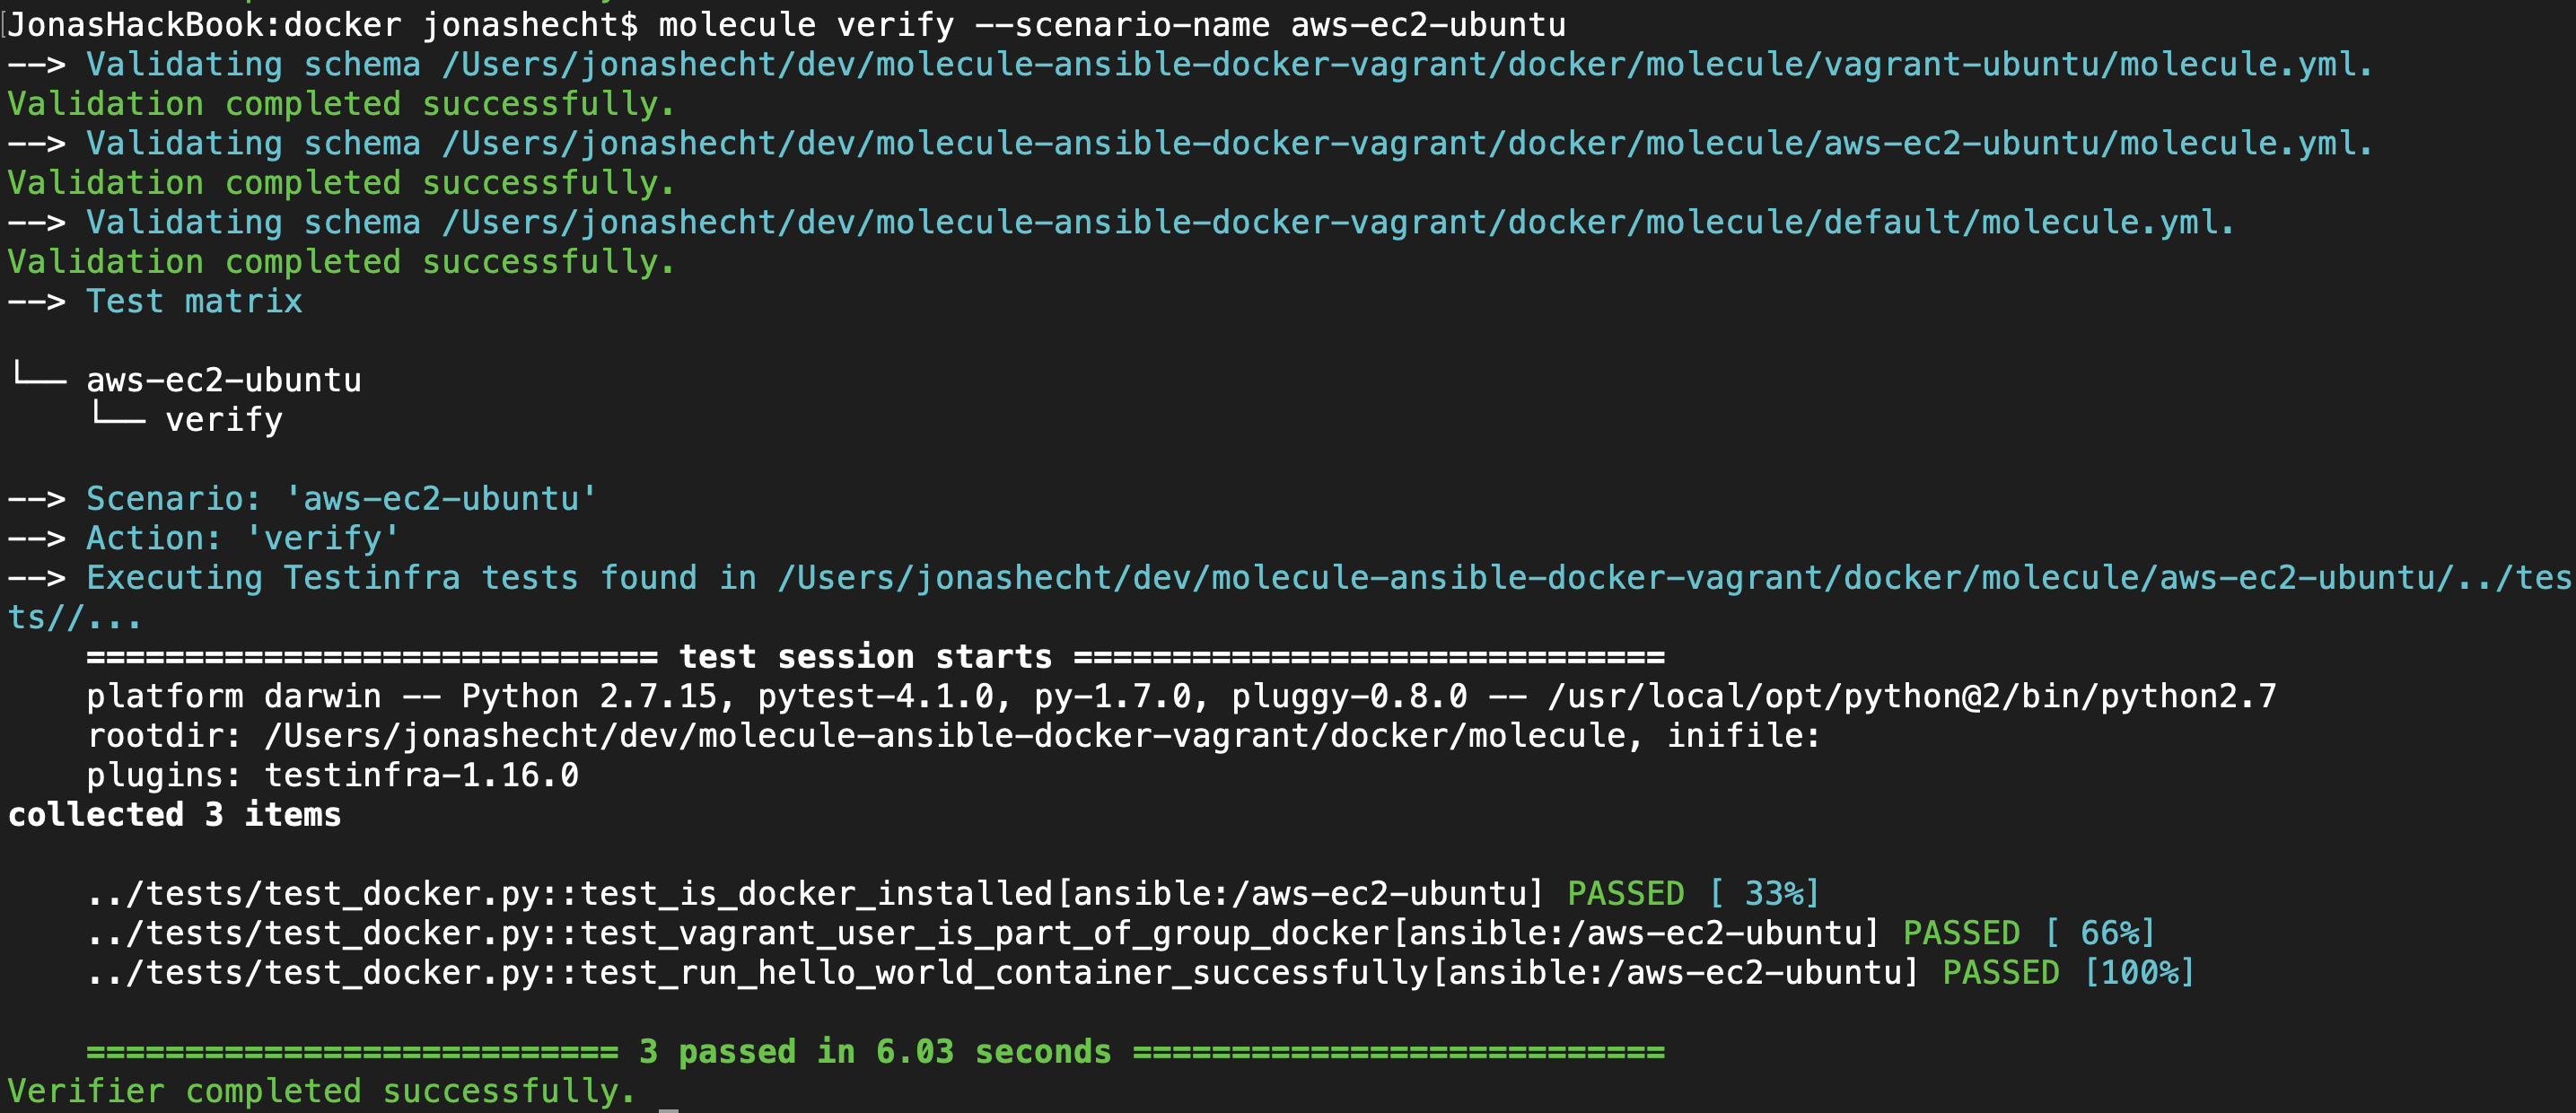 JonasHackBook:docker jonashecht$ molecule verify --scenario-name aws-ec2-ubuntu
--> Validating schema /Users/jonashecht/dev/molecule-ansible-docker-vagrant/docker/molecule/vagrant-ubuntu/molecule.yml.
Validation completed successfully.
--> Validating schema /Users/jonashecht/dev/molecule-ansible-docker-vagrant/docker/molecule/aws-ec2-ubuntu/molecule.yml.
Validation completed successfully.
--> Validating schema /Users/jonashecht/dev/molecule-ansible-docker-vagrant/docker/molecule/default/molecule.yml.
Validation completed successfully.
--> Test matrix
└── aws-ec2-ubuntu
    └── verify
--> Scenario: 'aws-ec2-ubuntu'
--> Action: 'verify'
--> Executing Testinfra tests found in /Users/jonashecht/dev/molecule-ansible-docker-vagrant/docker/molecule/aws-ec2-ubuntu/../tes
ts//...
    ============================= test session starts ==============================
    platform darwin -- Python 2.7.15, pytest-4.1.0, py-1.7.0, pluggy-0.8.0 -- /usr/local/opt/python@2/bin/python2.7
    rootdir: /Users/jonashecht/dev/molecule-ansible-docker-vagrant/docker/molecule, inifile:
    plugins: testinfra-1.16.0
collected 3 items
    ../tests/test_docker.py::test_is_docker_installed[ansible:/aws-ec2-ubuntu] PASSED [ 33%]
    ../tests/test_docker.py::test_vagrant_user_is_part_of_group_docker[ansible:/aws-ec2-ubuntu] PASSED [ 66%]
    ../tests/test_docker.py::test_run_hello_world_container_successfully[ansible:/aws-ec2-ubuntu] PASSED [100%]
    =========================== 3 passed in 6.03 seconds ===========================
Verifier completed successfully.